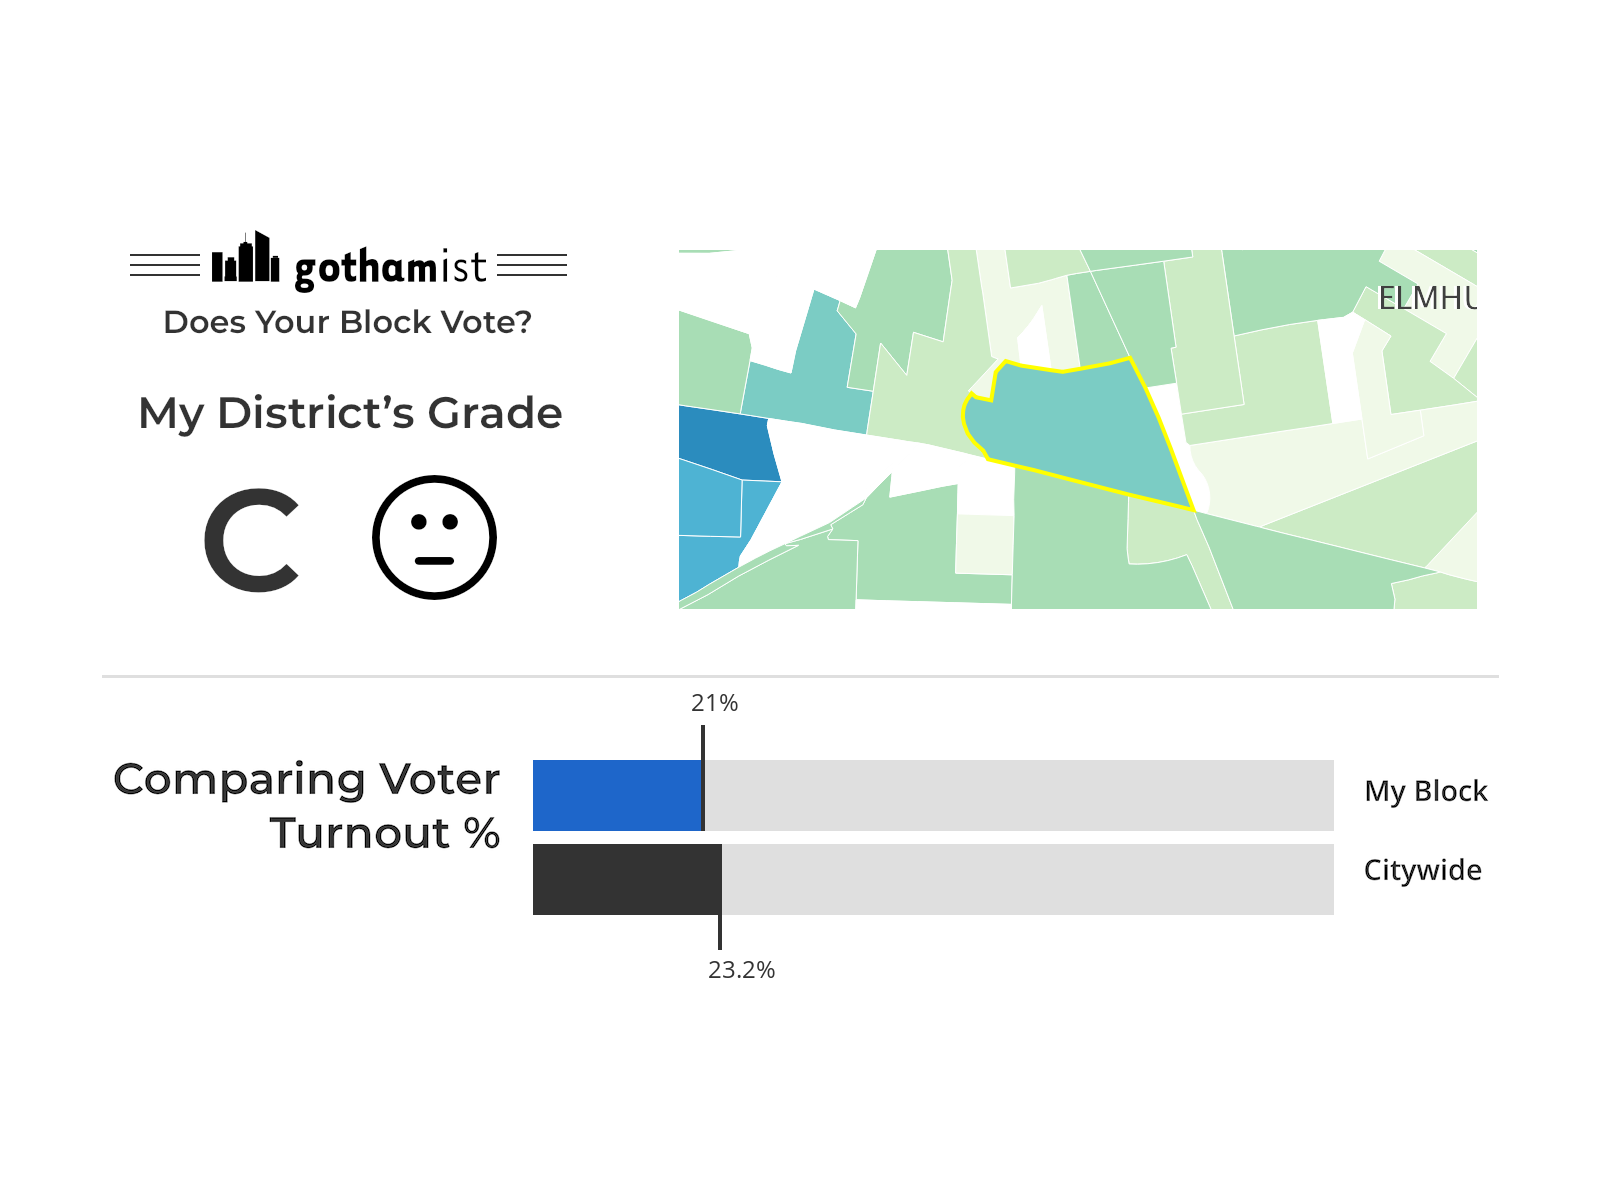 gothamist
Does Your Block Vote?
My District’s Grade
C
ELMHU
21%
Comparing Voter
Turnout %
My Block
Citywide
23.2%